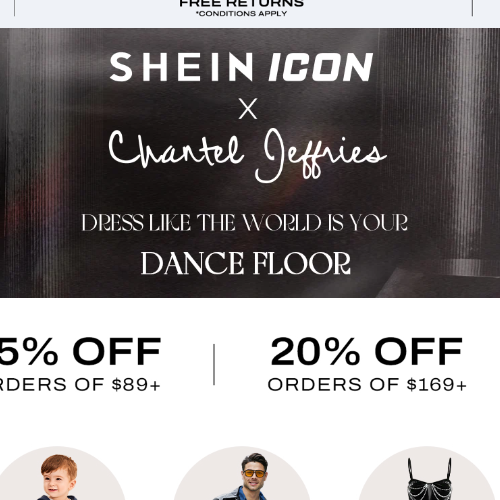 FREE RETURNS
*CONDITIONS APPLY
SHEIN ICON
X
Chantel Jeffries
DRESS LIKE THE WORLD IS YOUR
DANCE FLOOR
5% OFF
20% OFF
ORDERS OF $89+
ORDERS OF $169+